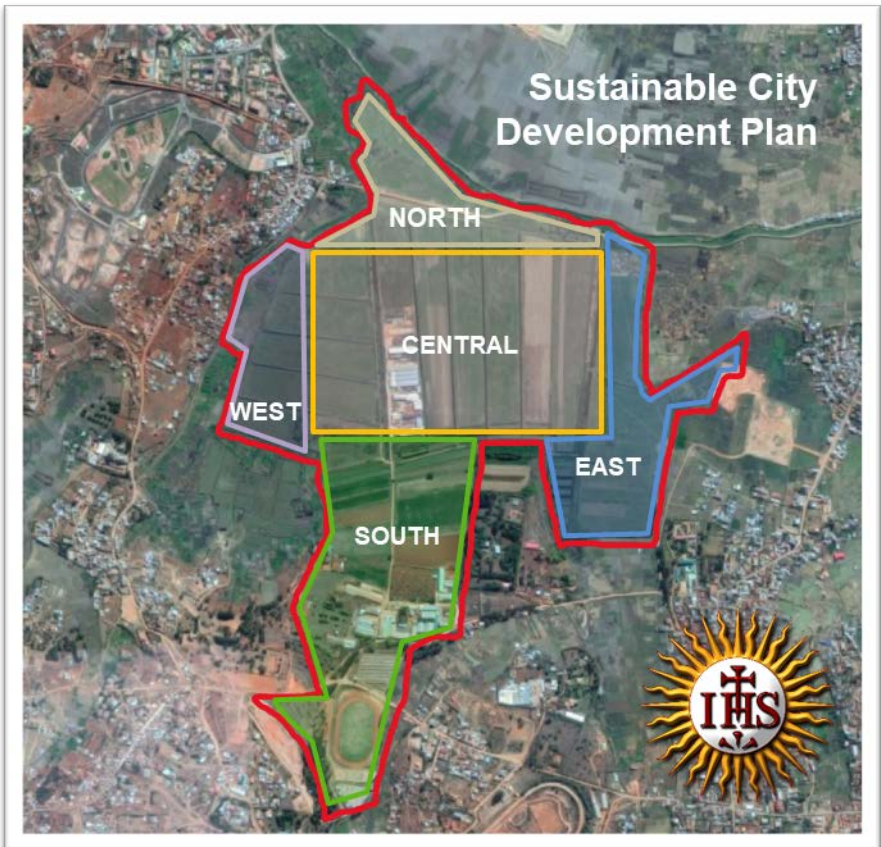 Sustainable City
Development Plan
NORTH
CENTRAL
WEST
EAST
SOUTH
IHS